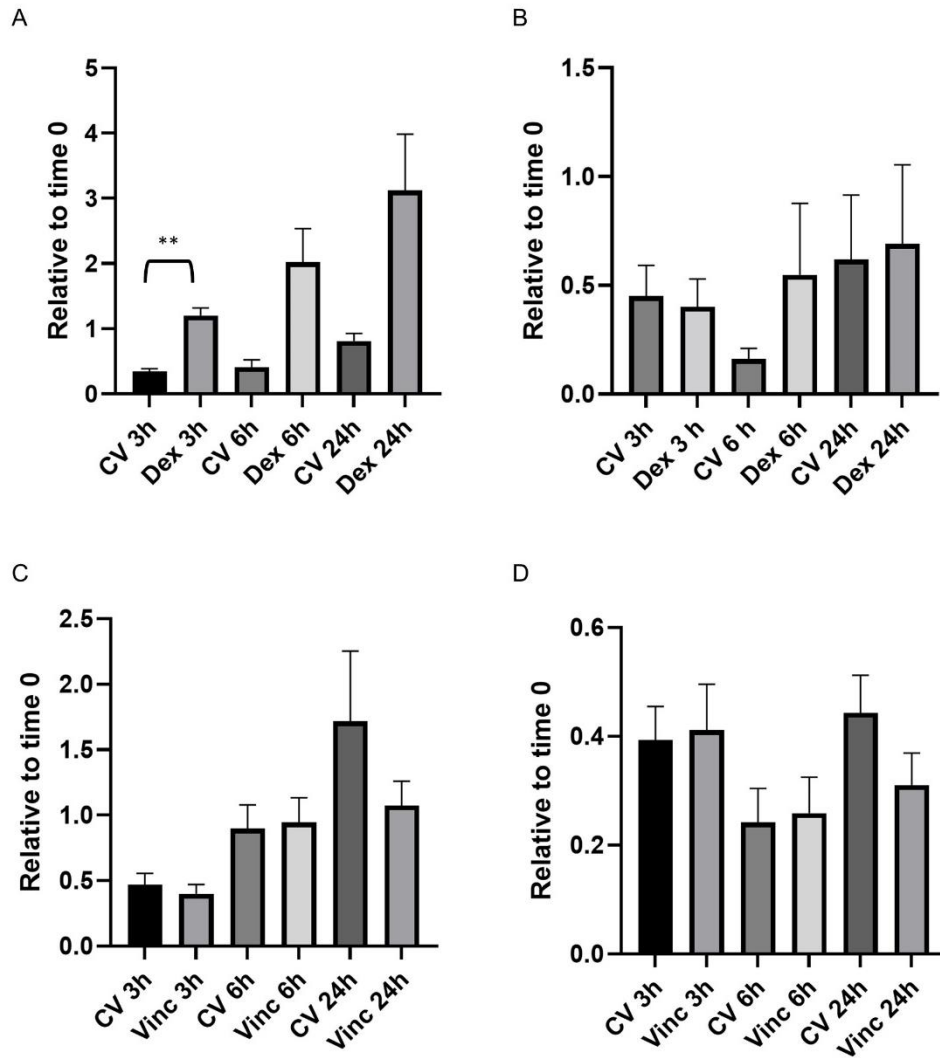 A
Relative to time 0
5
4
3
2
1
0
**
CV 3h
Dex 3h
CV 6h
Dex 6h
CV 24h
Dex 24h
B
Relative to time 0
1.5
1.0
0.5
0.0
CV 3h
Dex 3 h
CV 6 h
Dex 6h
CV 24h
Dex 24h
C
Relative to time 0
2.5
2.0
1.5
1.0
0.5
0.0
CV 3h
Vinc 3h
CV 6h
Vinc 6h
CV 24h
Vinc 24h
D
Relative to time 0
0.6
0.4
0.2
0.0
CV 3h
Vinc 3h
CV 6h
Vinc 6h
CV 24h
Vinc 24h